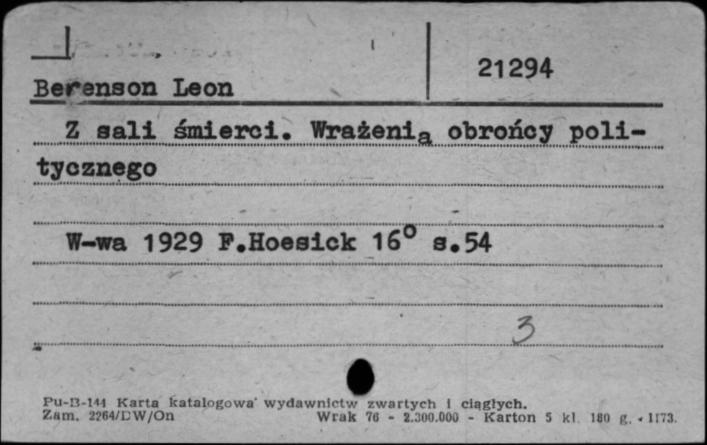 21294
Berenson Leon
Z sali śmierci. Wrażenia obrońcy poli-
tycznego
W-wa 1929 F.Hoesick 16° s.54
3
Pu-B-144 Karta katalogowa wydawnictw zwartych i ciągłych.
Zam. 2264/DW/On Wrak 76 - 2.300.000 - Karton 5 kl. 180 g. - 1173.